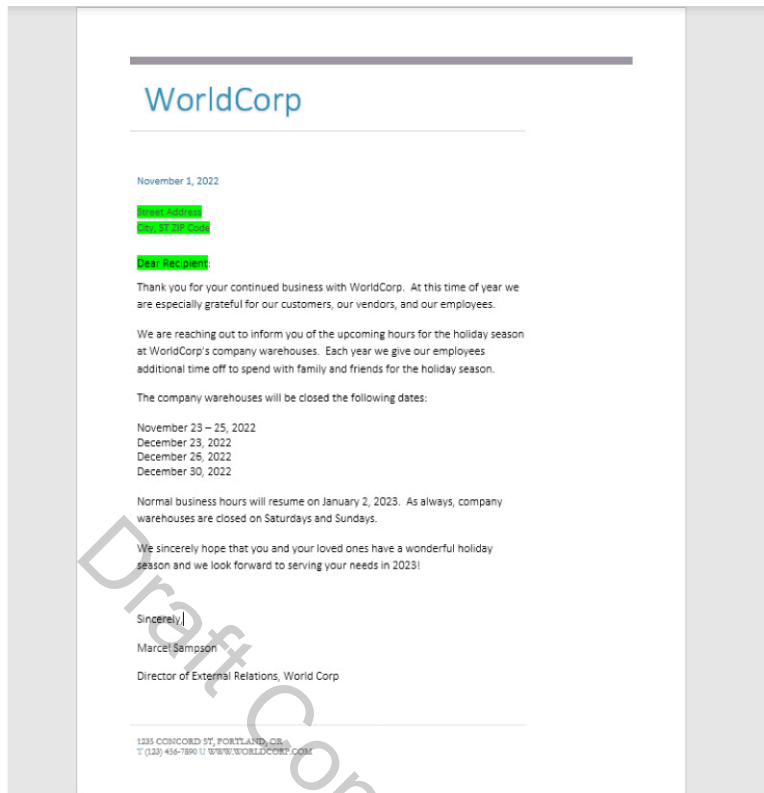 WorldCorp
November 1, 2022
Street Address
City, ST ZIP Code
Dear Recipient:
Thank you for your continued business with WorldCorp.  At this time of year we
are especially grateful for our customers, our vendors, and our employees.
We are reaching out to inform you of the upcoming hours for the holiday season
at WorldCorp's company warehouses.  Each year we give our employees
additional time off to spend with family and friends for the holiday season.
The company warehouses will be closed the following dates:
November 23 – 25, 2022
December 23, 2022
December 26, 2022
December 30, 2022
Normal business hours will resume on January 2, 2023.  As always, company
warehouses are closed on Saturdays and Sundays.
We sincerely hope that you and your loved ones have a wonderful holiday
season and we look forward to serving your needs in 2023!
Sincerely,
Marcel Sampson
Director of External Relations, World Corp
1235 CONCORD ST, PORTLAND, OR
T (123) 456-7890 U WWW.WORLDCORP.COM
Draft